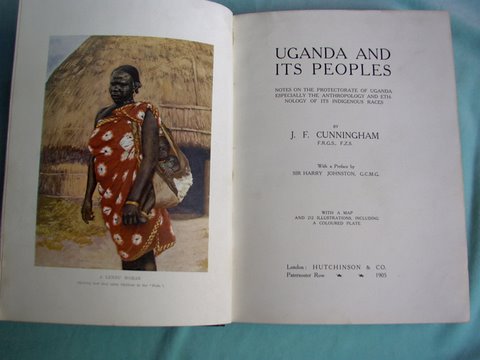 A LENDU WOMAN
UGANDA AND
ITS PEOPLES
NOTES ON THE PROTECTORATE OF UGANDA
ESPECIALLY THE ANTHROPOLOGY AND ETH-
NOLOGY OF ITS INDIGENOUS RACES
BY
J. F. CUNNINGHAM
F.R.G.S., F.Z.S.
With a Preface by
SIR HARRY JOHNSTON, G.C.M.G.
WITH A MAP
AND 212 ILLUSTRATIONS, INCLUDING
A COLOURED PLATE
London: HUTCHINSON & CO.
Paternoster Row 1905